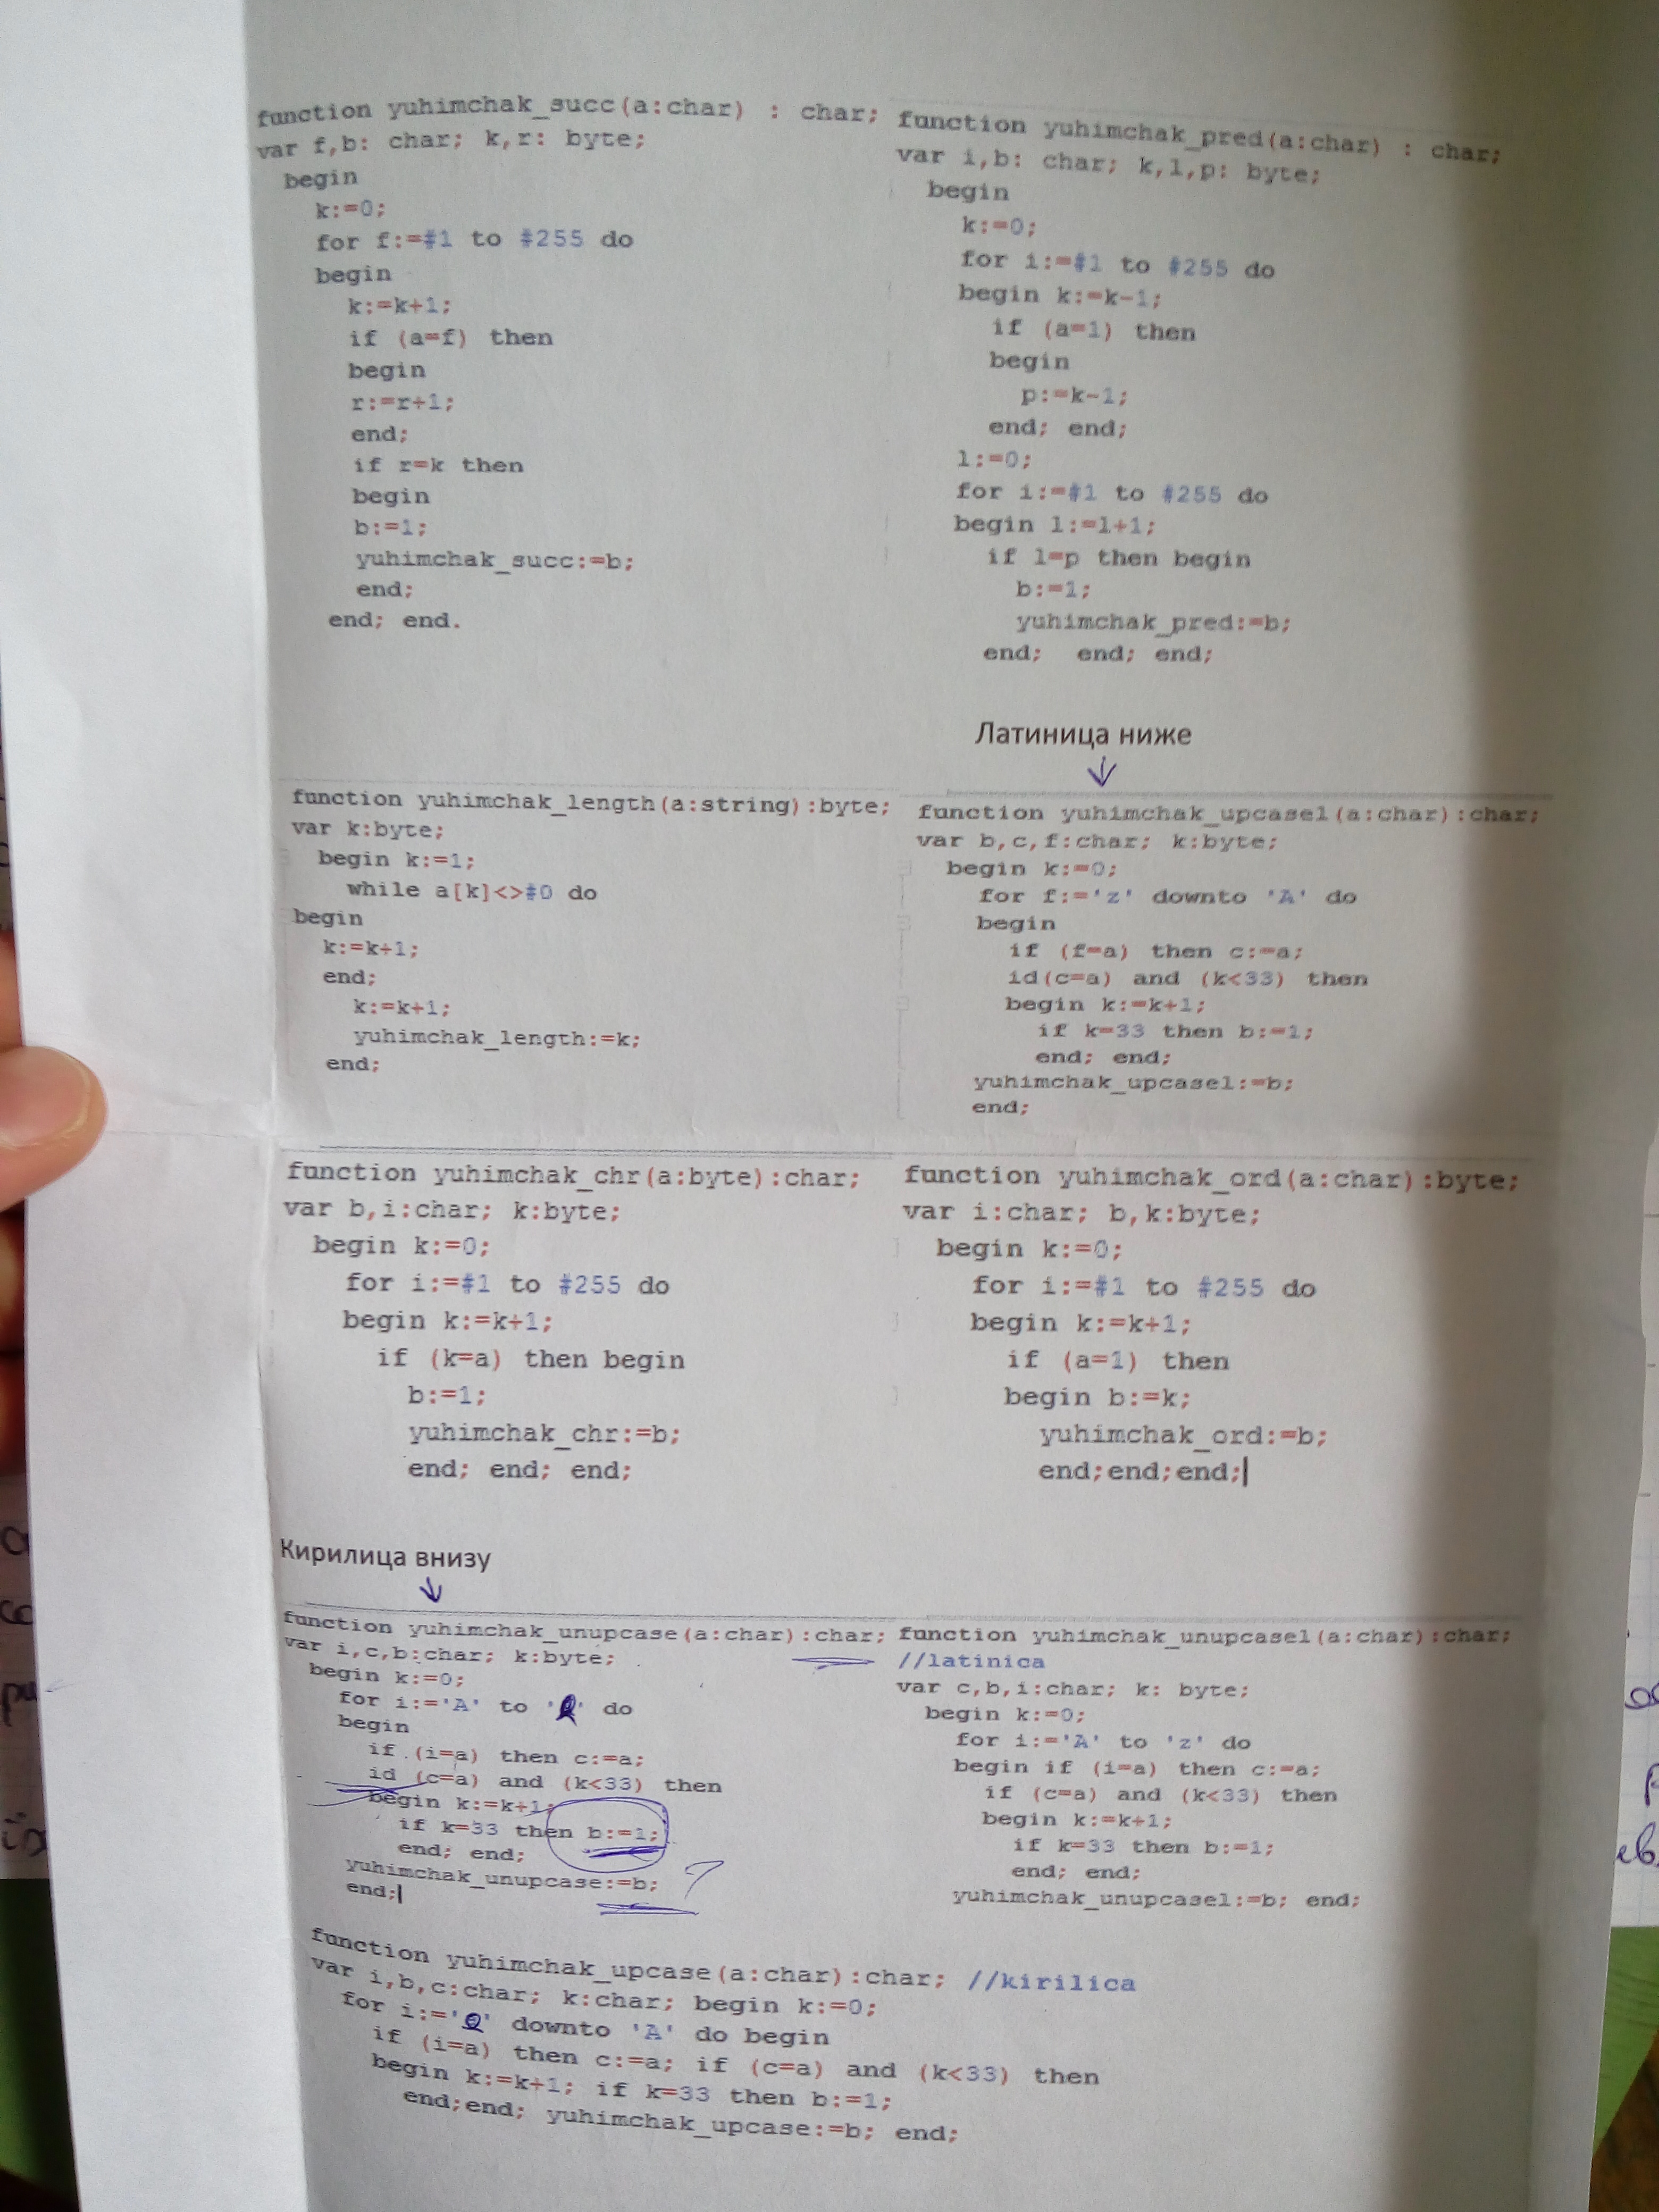 function yuhimchak_succ(a:char) : char;
var f,b: char; k,r: byte;
begin
k:=0;
for f:=#1 to #255 do
begin
k:=k+1;
if (a=f) then
begin
r:=r+1;
end;
if r=k then
begin
b:=1;
yuhimchak_succ:=b;
end;
end; end.
function yuhimchak_pred(a:char) : char;
var i,b: char; k,l,p: byte;
begin
k:=0;
for i:=#1 to #255 do
begin k:=k-1;
if (a=1) then
begin
p:=k-1;
end; end;
l:=0;
for i:=#1 to #255 do
begin l:=l+1;
if l=p then begin
b:=1;
yuhimchak_pred:=b;
end; end; end;
Латиница ниже
function yuhimchak_length(a:string):byte;
var k:byte;
begin k:=1;
while a[k]<>#0 do
begin
k:=k+1;
end;
k:=k+1;
yuhimchak_length:=k;
end;
function yuhimchak_upcasel(a:char):char;
var b,c,f:char; k:byte;
begin k:=0;
for f:='z' downto 'A' do
begin
if (f=a) then c:=a;
id(c=a) and (k<33) then
begin k:=k+1;
if k=33 then b:=1;
end; end;
yuhimchak_upcasel:=b;
end;
function yuhimchak_chr(a:byte):char;
var b,i:char; k:byte;
begin k:=0;
for i:=#1 to #255 do
begin k:=k+1;
if (k=a) then begin
b:=1;
yuhimchak_chr:=b;
end; end; end;
function yuhimchak_ord(a:char):byte;
var i:char; b,k:byte;
begin k:=0;
for i:=#1 to #255 do
begin k:=k+1;
if (a=1) then
begin b:=k;
yuhimchak_ord:=b;
end;end;end;
Кирилица внизу
function yuhimchak_unupcase(a:char):char;
var i,c,b:char; k:byte;
begin k:=0;
for i:='A' to ' ' do
begin
if (i=a) then c:=a;
id (c=a) and (k<33) then
begin k:=k+1;
if k=33 then b:=1;
end; end;
yuhimchak_unupcase:=b; ?
end;
function yuhimchak_unupcasel(a:char):char;
//latinica
var c,b,i:char; k: byte;
begin k:=0;
for i:='A' to 'z' do
begin if (i=a) then c:=a;
if (c=a) and (k<33) then
begin k:=k+1;
if k=33 then b:=1;
end; end;
yuhimchak_unupcasel:=b; end;
function yuhimchak_upcase(a:char):char; //kirilica
var i,b,c:char; k:char; begin k:=0;
for i:=' ' downto 'A' do begin
if (i=a) then c:=a; if (c=a) and (k<33) then
begin k:=k+1; if k=33 then b:=1;
end;end; yuhimchak_upcase:=b; end;